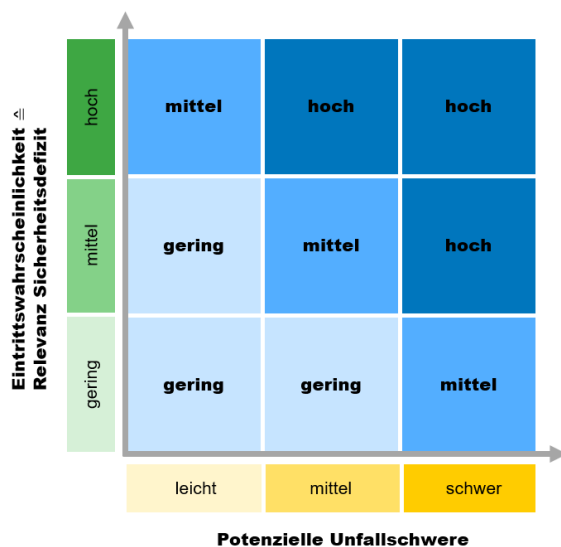 Eintrittswahrscheinlichkeit ≙
Relevanz Sicherheitsdefizit
hoch
mittel
hoch
hoch
mittel
gering
mittel
hoch
gering
gering
gering
mittel
leicht
mittel
schwer
Potenzielle Unfallschwere